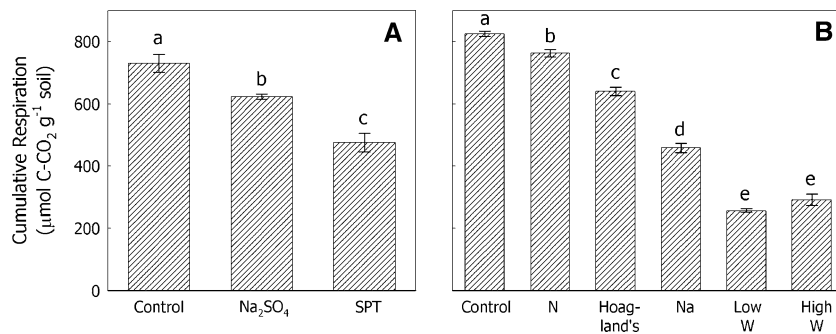 A
B
Cumulative Respiration
(μmol C-CO₂ g⁻¹ soil)
800
600
400
200
0
a
b
c
Control
Na₂SO₄
SPT
a
b
c
d
e
e
Control
N
Hoag-
land's
Na
Low
W
High
W